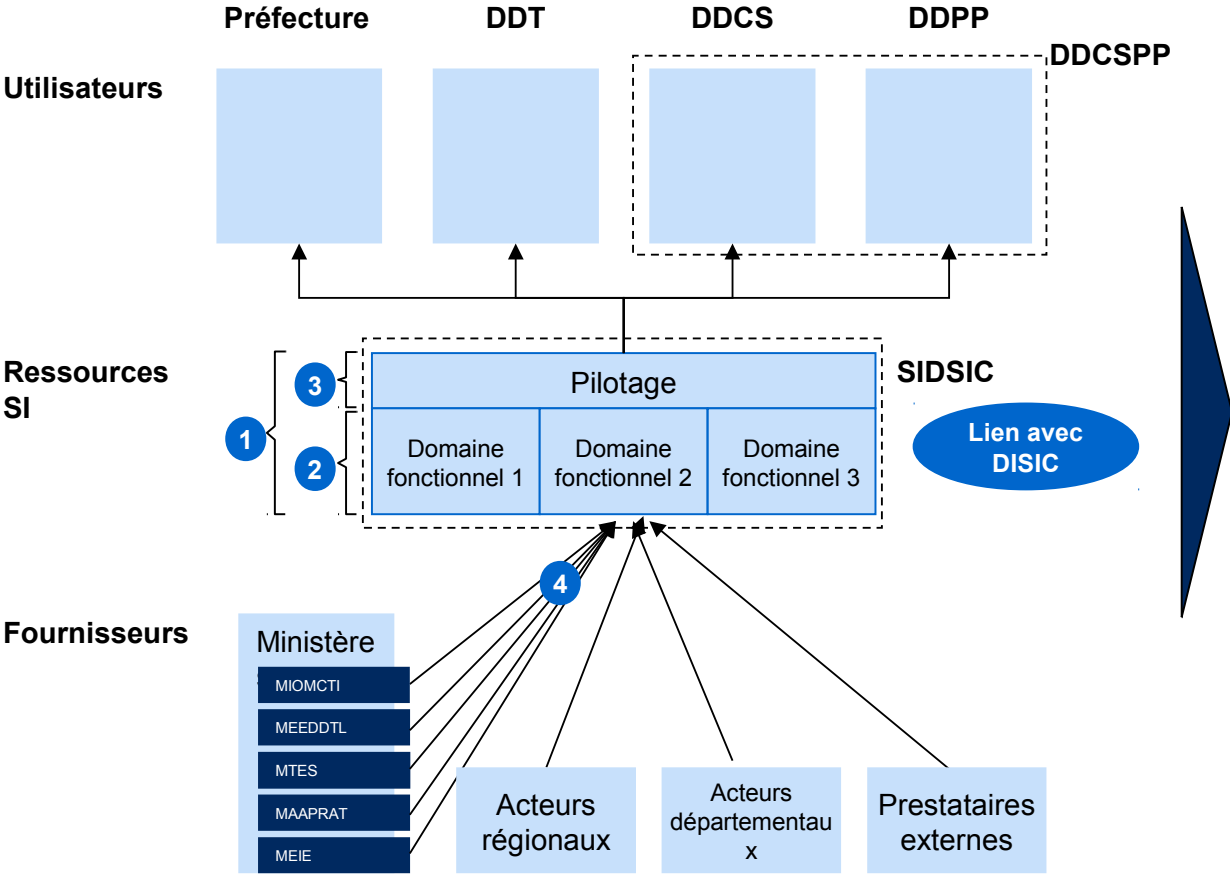 Préfecture
DDT
DDCS
DDPP
DDCSPP
Utilisateurs
Ressources
SI
3
1
2
Pilotage
Domaine
fonctionnel 1
Domaine
fonctionnel 2
Domaine
fonctionnel 3
SIDSIC
Lien avec
DISIC
4
Fournisseurs
Ministère
MIOMCTI
MEEDDTL
MTES
MAAPRAT
MEIE
Acteurs
régionaux
Acteurs
départementau
x
Prestataires
externes